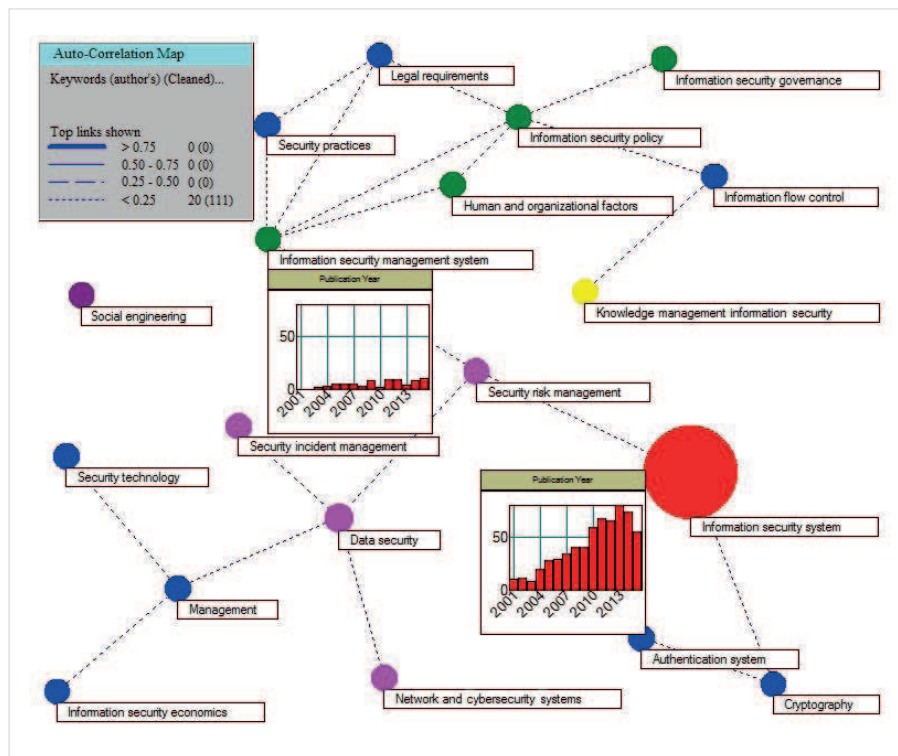 Auto-Correlation Map
Keywords (author's) (Cleaned)...
Top links shown
> 0.75 0 (0)
0.50 - 0.75 0 (0)
0.25 - 0.50 0 (0)
< 0.25 20 (111)
Legal requirements
Information security governance
Information security policy
Security practices
Information flow control
Human and organizational factors
Information security management system
Publication Year
50
0
2001
2004
2007
2010
2013
Social engineering
Knowledge management information security
Security risk management
Security incident management
Security technology
Publication Year
50
0
2001
2004
2007
2010
2013
Information security system
Data security
Management
Authentication system
Network and cybersecurity systems
Information security economics
Cryptography